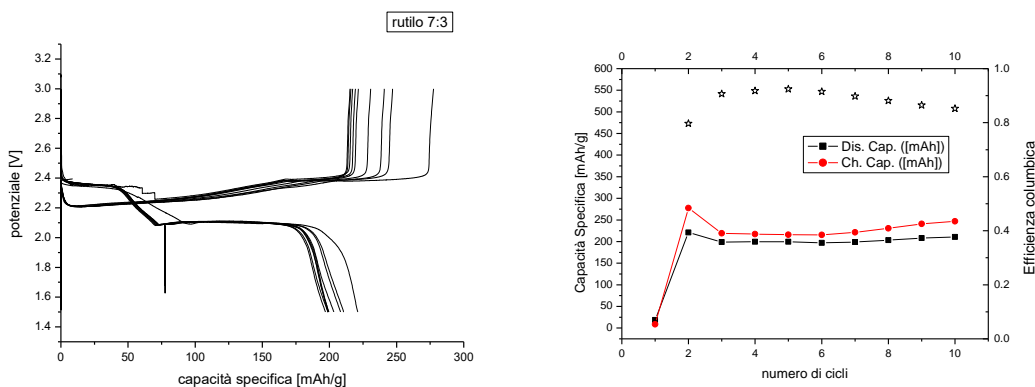 rutilo 7:3
3.2
3.0
2.8
2.6
2.4
2.2
2.0
1.8
1.6
1.4
potenziale [V]
0 50 100 150 200 250 300
capacità specifica [mAh/g]
0 2 4 6 8 10
600
550
500
450
400
350
300
250
200
150
100
50
0
Capacità Specifica [mAh/g]
Dis. Cap. ([mAh])
Ch. Cap. ([mAh])
1.0
0.8
0.6
0.4
0.2
0.0
Efficienza columbica
0 2 4 6 8 10
numero di cicli